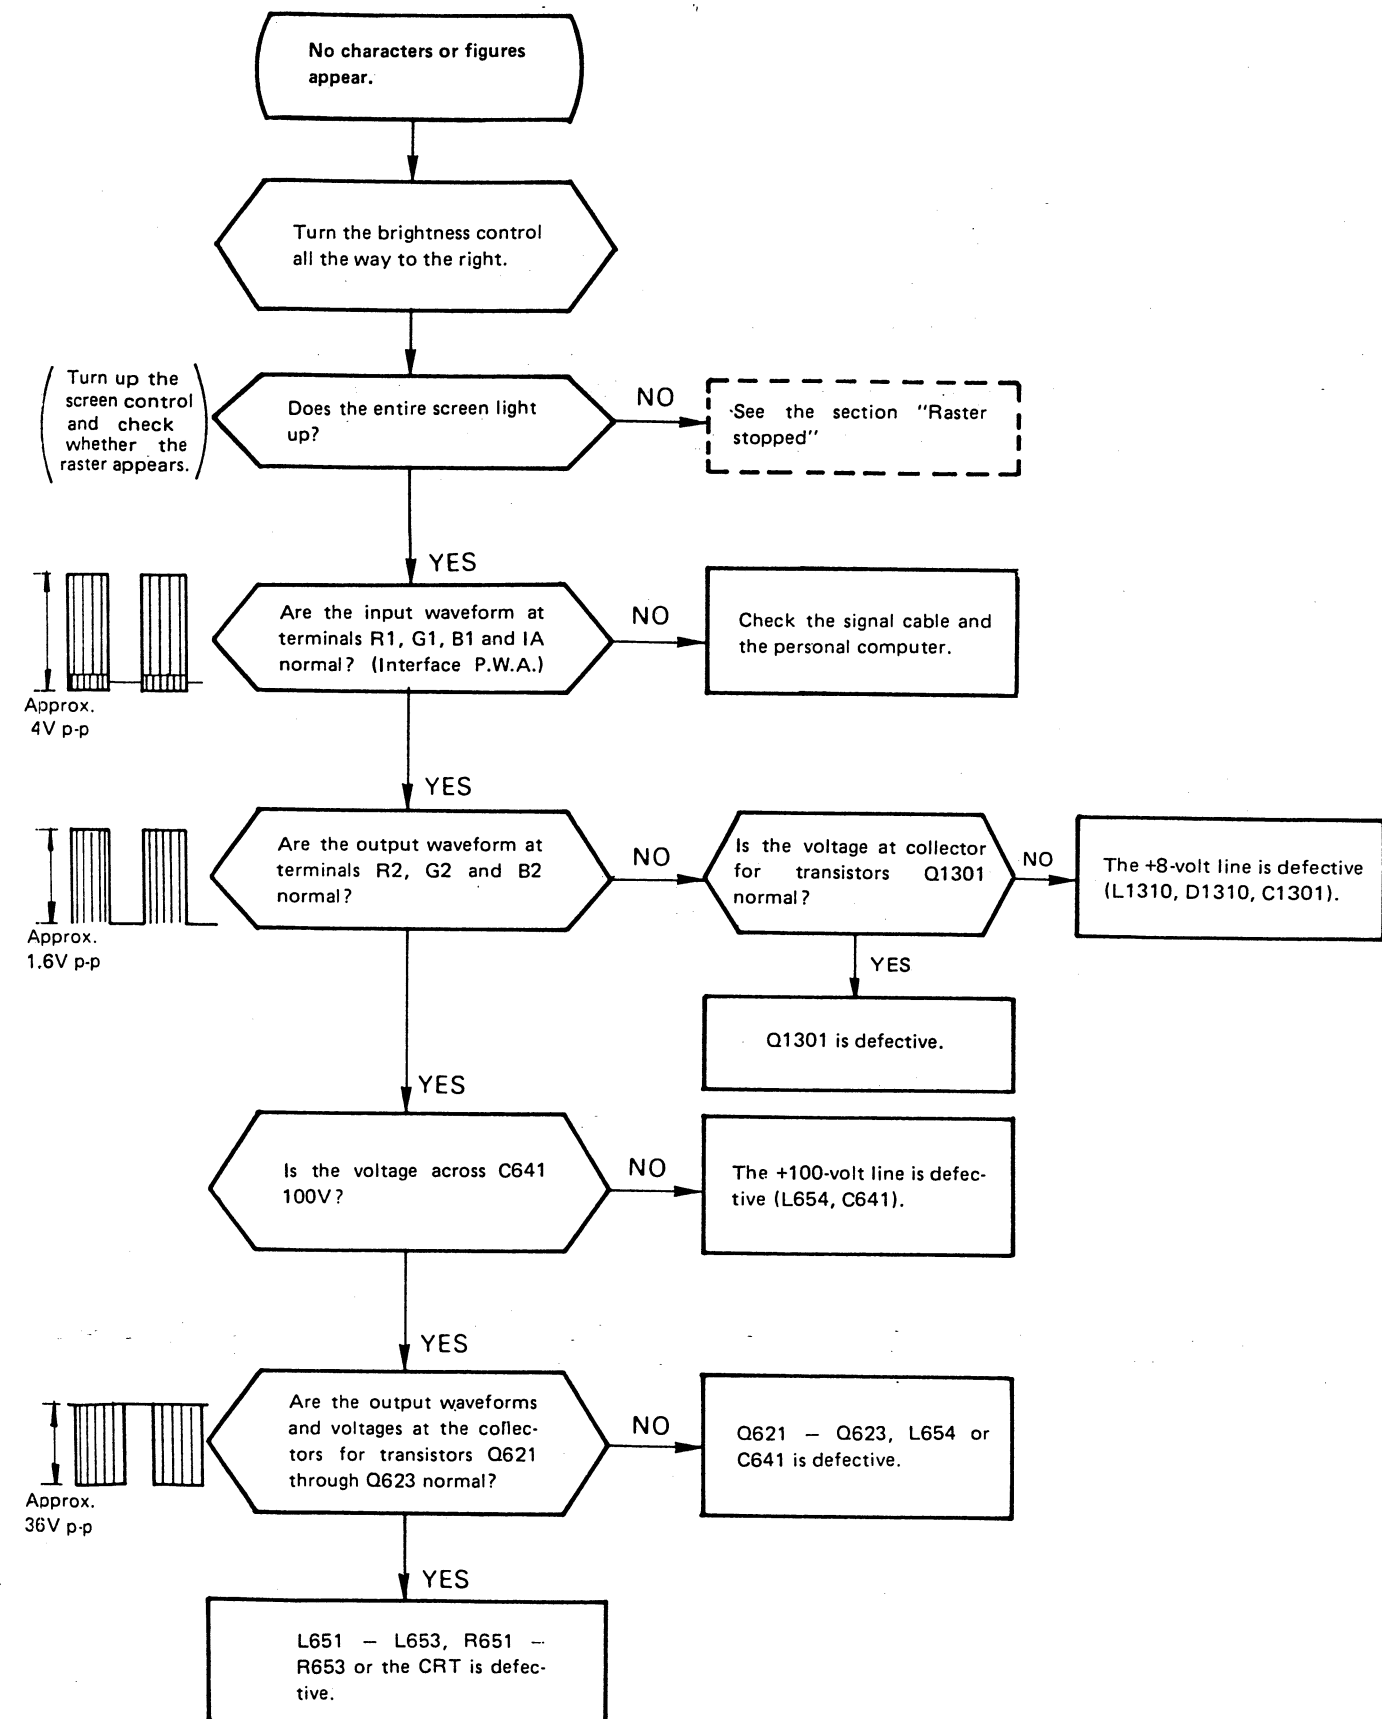 No characters or figures
appear.
Turn the brightness control
all the way to the right.
Turn up the
screen control
and check
whether the
raster appears.
Does the entire screen light
up?
NO
See the section "Raster
stopped"
YES
Approx.
4V p-p
Are the input waveform at
terminals R1, G1, B1 and IA
normal? (Interface P.W.A.)
NO
Check the signal cable and
the personal computer.
YES
Approx.
1.6V p-p
Are the output waveform at
terminals R2, G2 and B2
normal?
NO
Is the voltage at collector
for transistors Q1301
normal?
NO
The +8-volt line is defective
(L1310, D1310, C1301).
YES
Q1301 is defective.
YES
Is the voltage across C641
100V?
NO
The +100-volt line is defec-
tive (L654, C641).
YES
Approx.
36V p-p
Are the output waveforms
and voltages at the collec-
tors for transistors Q621
through Q623 normal?
NO
Q621 – Q623, L654 or
C641 is defective.
YES
L651 – L653, R651 –
R653 or the CRT is defec-
tive.